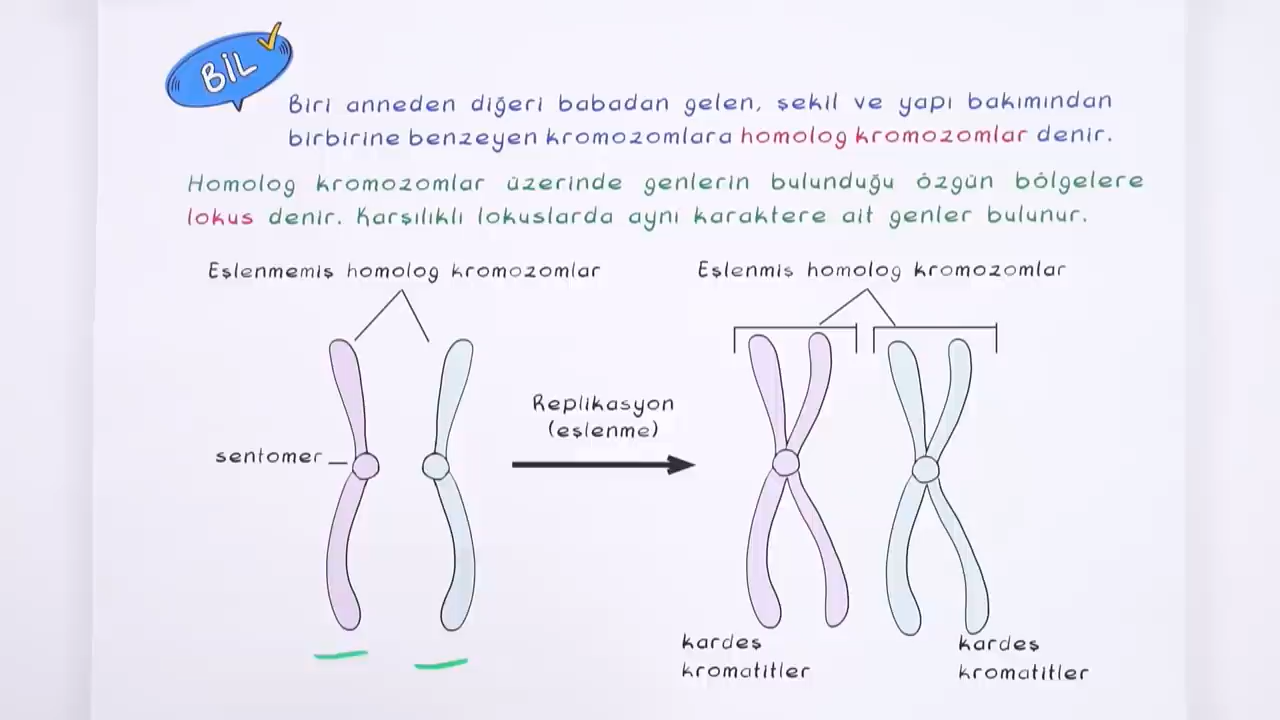 BİL
Biri anneden diğeri babadan gelen, şekil ve yapı bakımından
birbirine benzeyen kromozomlara homolog kromozomlar denir.
Homolog kromozomlar üzerinde genlerin bulunduğu özgün bölgelere
lokus denir. Karşılıklı lokuslarda aynı karaktere ait genler bulunur.
Eşlenmemiş homolog kromozomlar
Eşlenmiş homolog kromozomlar
Replikasyon
(eşlenme)
sentomer
kardeş
kromatitler
kardeş
kromatitler